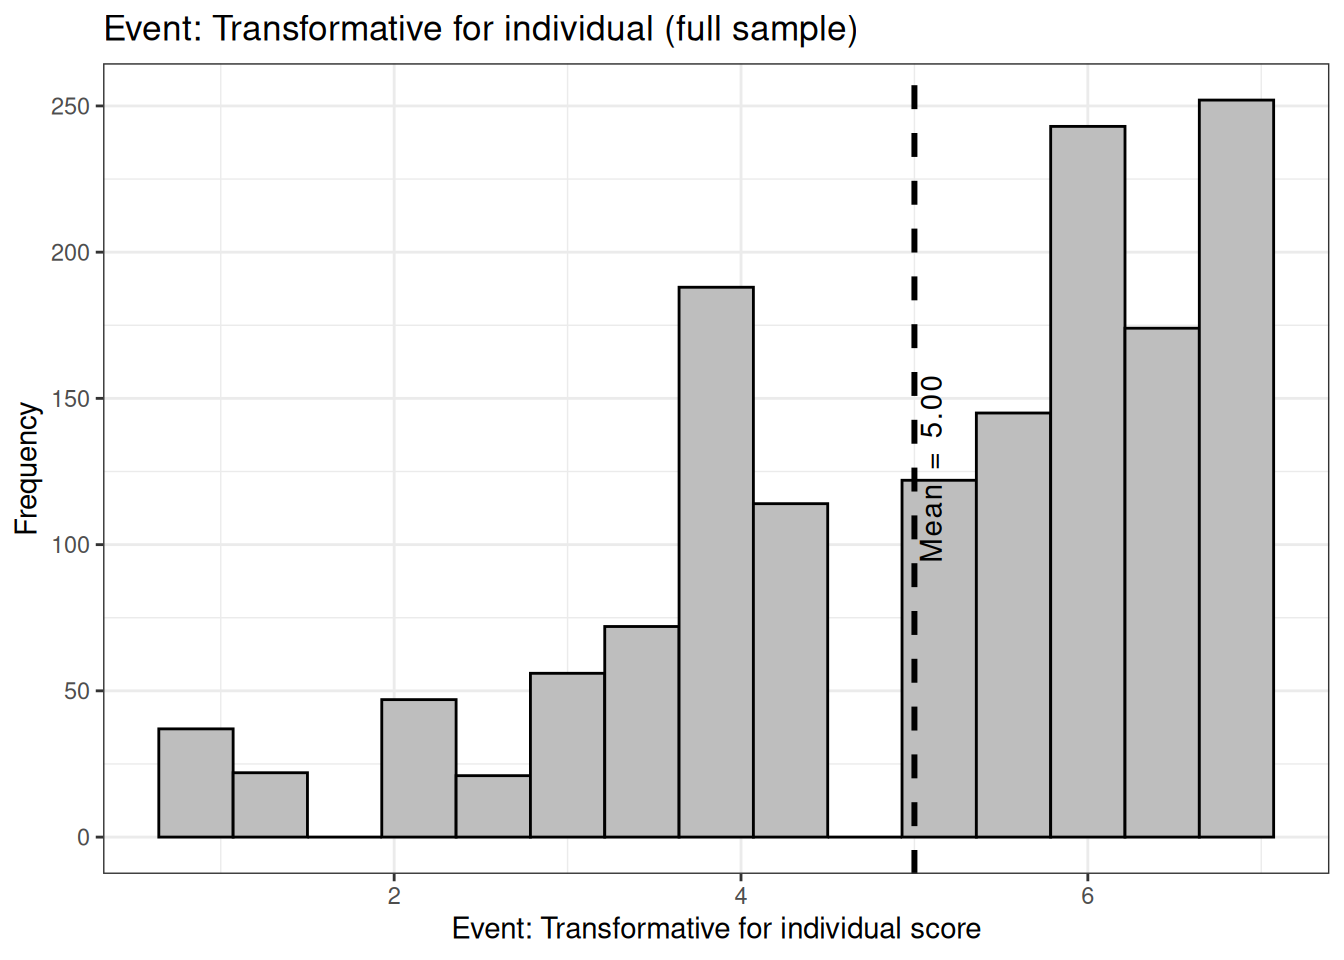 Event: Transformative for individual (full sample)
250
200
150
100
50
0
Frequency
Mean = 5.00
2
4
6
Event: Transformative for individual score